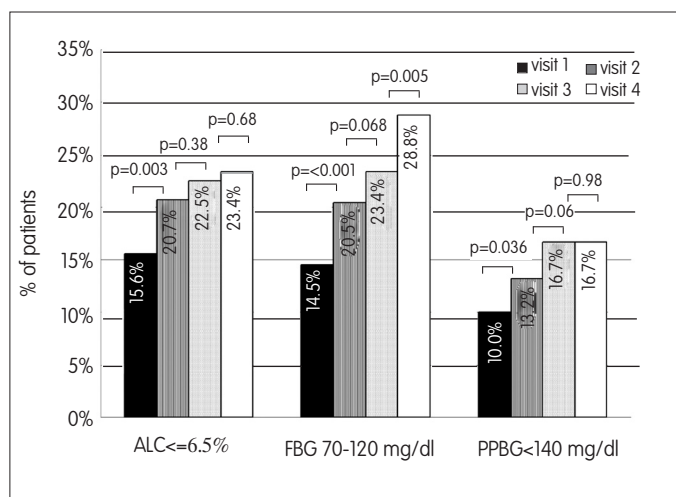 35%
30%
25%
20%
15%
10%
5%
0%
% of patients
visit 1
visit 2
visit 3
visit 4
p=0.003
p=0.38
p=0.68
15.6%
20.7%
22.5%
23.4%
ALC<=6.5%
p=<0.001
p=0.068
p=0.005
14.5%
20.5%
23.4%
28.8%
FBG 70-120 mg/dl
p=0.036
p=0.06
p=0.98
10.0%
13.2%
16.7%
16.7%
PPBG<140 mg/dl